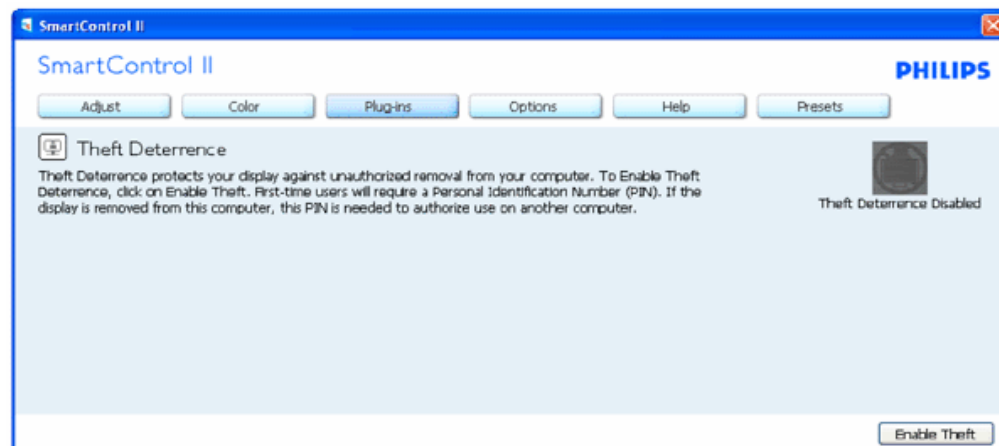 SmartControl II
SmartControl II
PHILIPS
Adjust Color Plug-ins Options Help Presets
Theft Deterrence
Theft Deterrence protects your display against unauthorized removal from your computer. To Enable Theft
Deterrence, click on Enable Theft. First-time users will require a Personal Identification Number (PIN). If the
display is removed from this computer, this PIN is needed to authorize use on another computer.
Theft Deterrence Disabled
Enable Theft